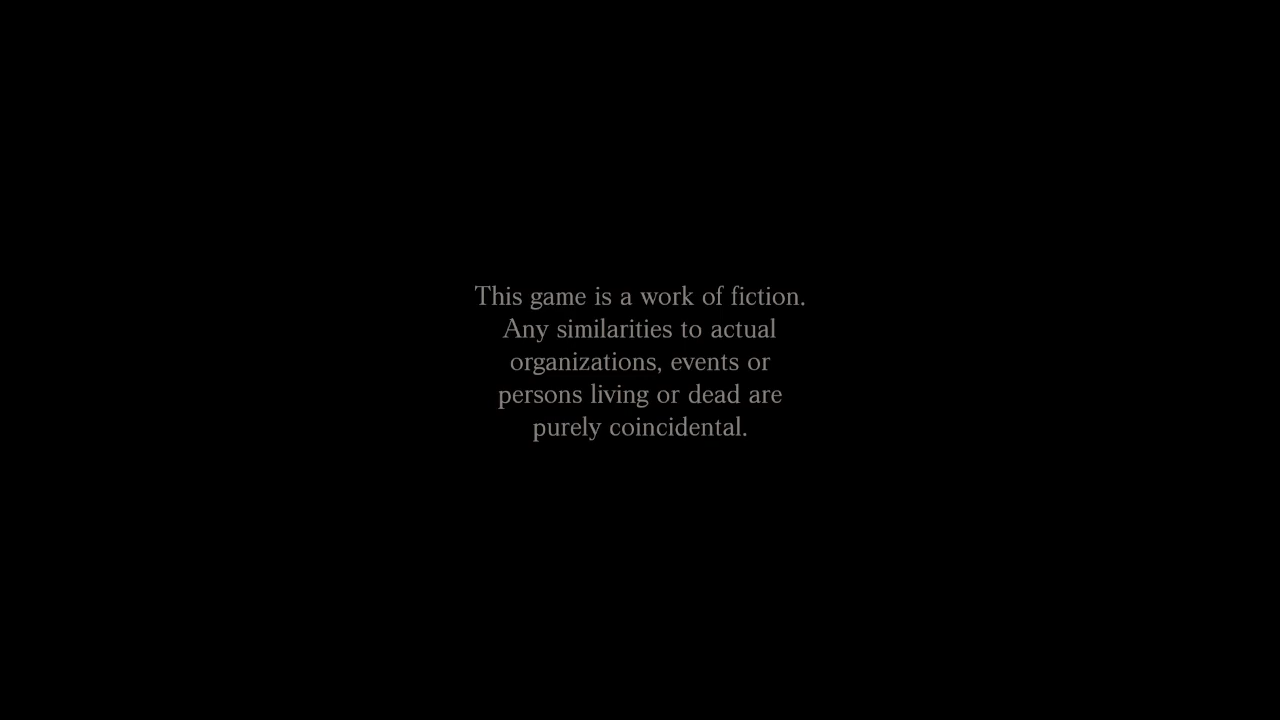 This game is a work of fiction.
Any similarities to actual
organizations, events or
persons living or dead are
purely coincidental.